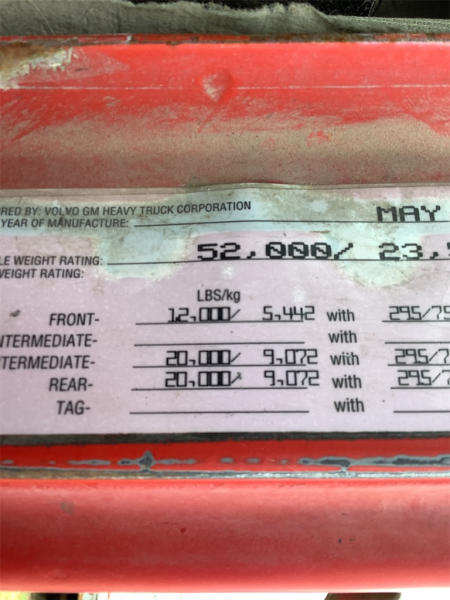 RED BY: VOLVO GM HEAVY TRUCK CORPORATION
YEAR OF MANUFACTURE: MAY
LE WEIGHT RATING: 52,000/ 23,
WEIGHT RATING:
LBS/kg
FRONT- 12,000/ 5,442 with 295/75
NTERMEDIATE- with
NTERMEDIATE- 20,000/ 9,072 with 295/7
REAR- 20,000/ 9,072 with 295/7
TAG- with